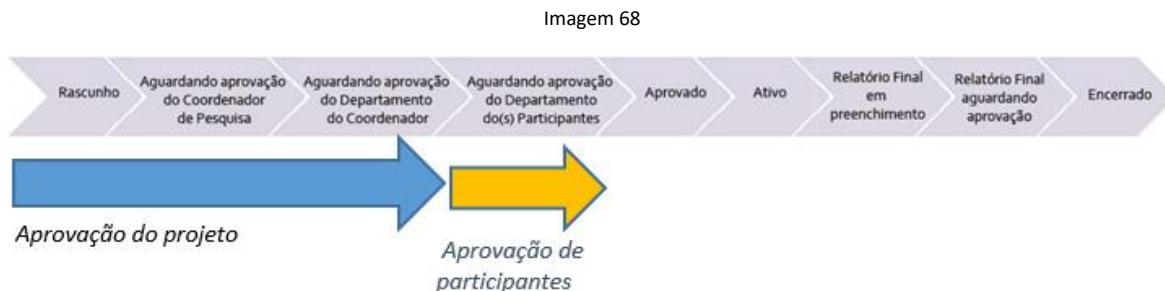 Imagem 68
Rascunho
Aguardando aprovação
do Coordenador
de Pesquisa
Aguardando aprovação
do Departamento
do Coordenador
Aguardando aprovação
do Departamento
do(s) Participantes
Aprovado
Ativo
Relatório Final
em
preenchimento
Relatório Final
aguardando
aprovação
Encerrado
Aprovação do projeto
Aprovação de
participantes